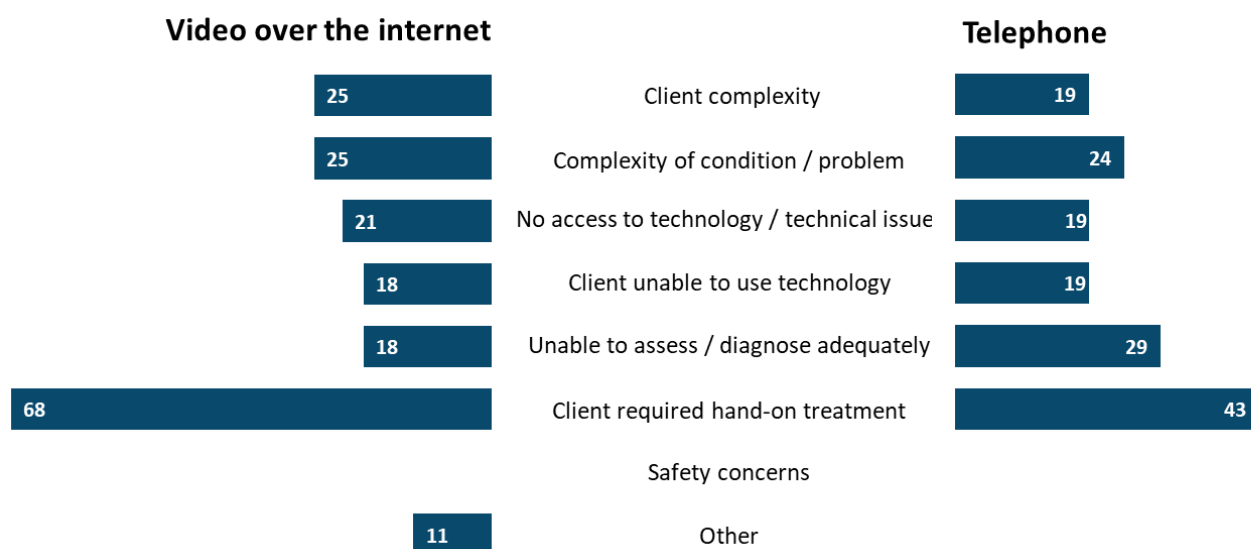 Video over the internet Telephone
25 Client complexity 19
25 Complexity of condition / problem 24
21 No access to technology / technical issue 19
18 Client unable to use technology 19
18 Unable to assess / diagnose adequately 29
68 Client required hand-on treatment 43
Safety concerns
11 Other